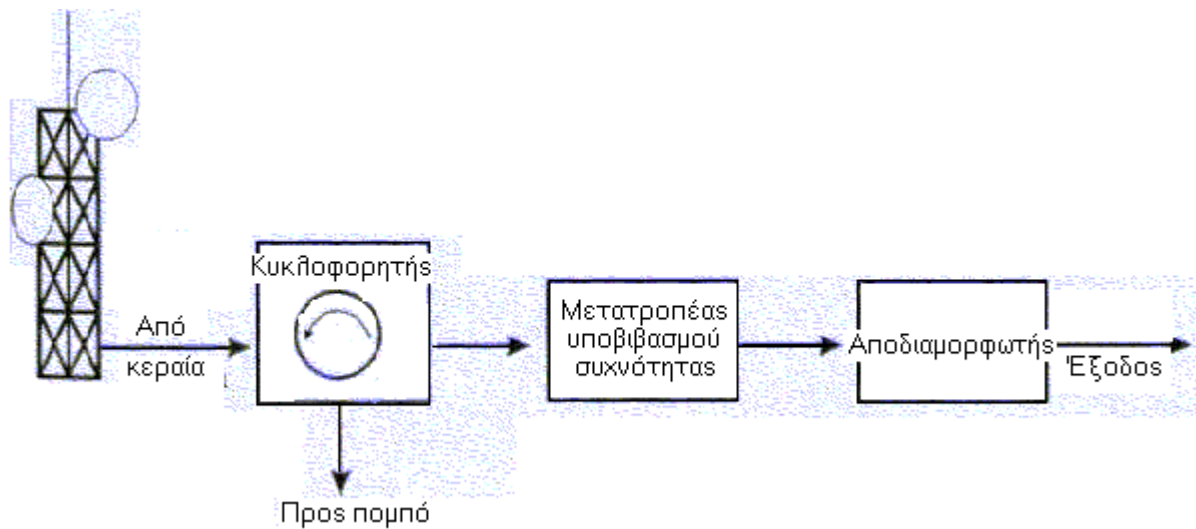 Κυκλοφορητής
Από
κεραία
Μετατροπέας
υποβιβασμού
συχνότητας
Αποδιαμορφωτής
Έξοδος
Προς πομπό